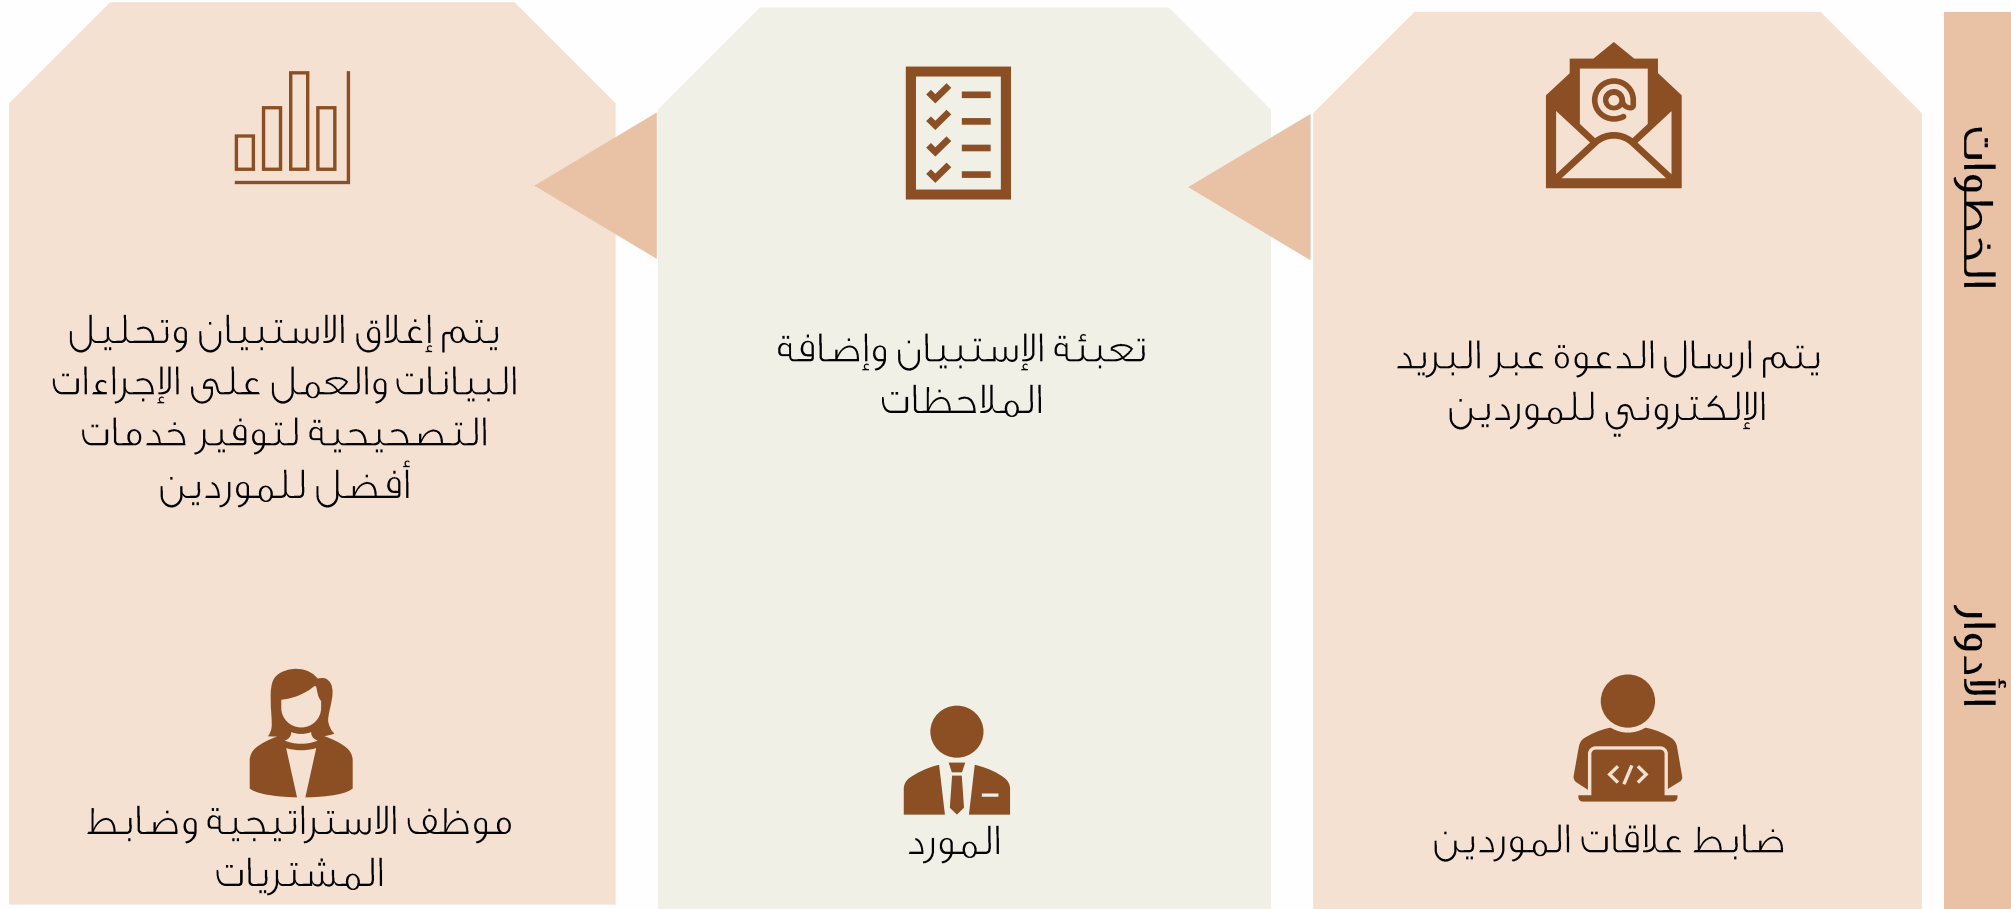 الخطوات
يتم ارسال الدعوة عبر البريد
الإلكتروني للموردين
تعبئة الإستبيان وإضافة
الملاحظات
يتم إغلاق الاستبيان وتحليل
البيانات والعمل على الإجراءات
التصحيحية لتوفير خدمات
أفضل للموردين
الأدوار
ضابط علاقات الموردين
المورد
موظف الاستراتيجية وضابط
المشتريات